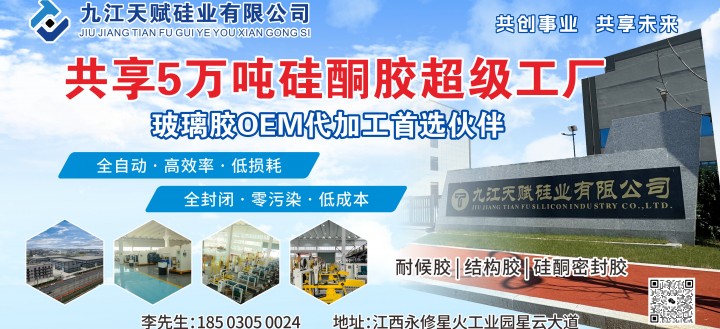 九江天赋硅业有限公司
JIU JIANG TIAN FU GUI YE YOU XIAN GONG SI
共创事业 共享未来
共享5万吨硅酮胶超级工厂
玻璃胶OEM代加工首选伙伴
全自动·高效率·低损耗
全封闭·零污染·低成本
九江天赋硅业有限公司
JIU JIANG TIAN FU SLLICON INDUSTRY CO., LTD.
耐候胶|结构胶|硅酮密封胶
李先生:185 0305 0024 地址:江西永修星火工业园星云大道